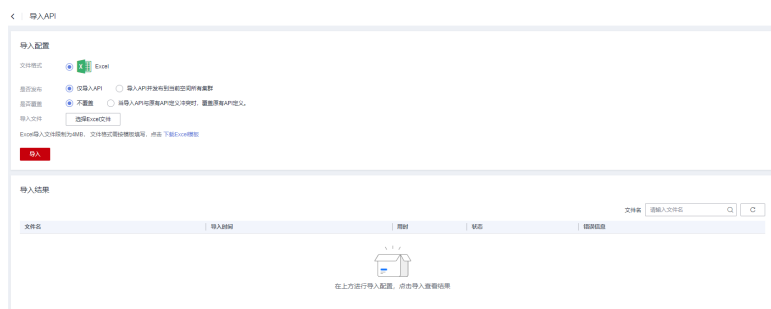 导入API
导入配置
文件格式 Excel
是否发布 仅导入API 导入API并发布到当前空间所有集群
是否覆盖 不覆盖 当导入API与原有API定义冲突时，覆盖原有API定义。
导入文件 选择Excel文件
Excel导入文件限制为4MB，文件格式需按模板填写，点击 下载Excel模板
导入
导入结果
文件名 请输入文件名
文件名 导入时间 用时 状态 错误信息
在上方进行导入配置，点击导入查看结果